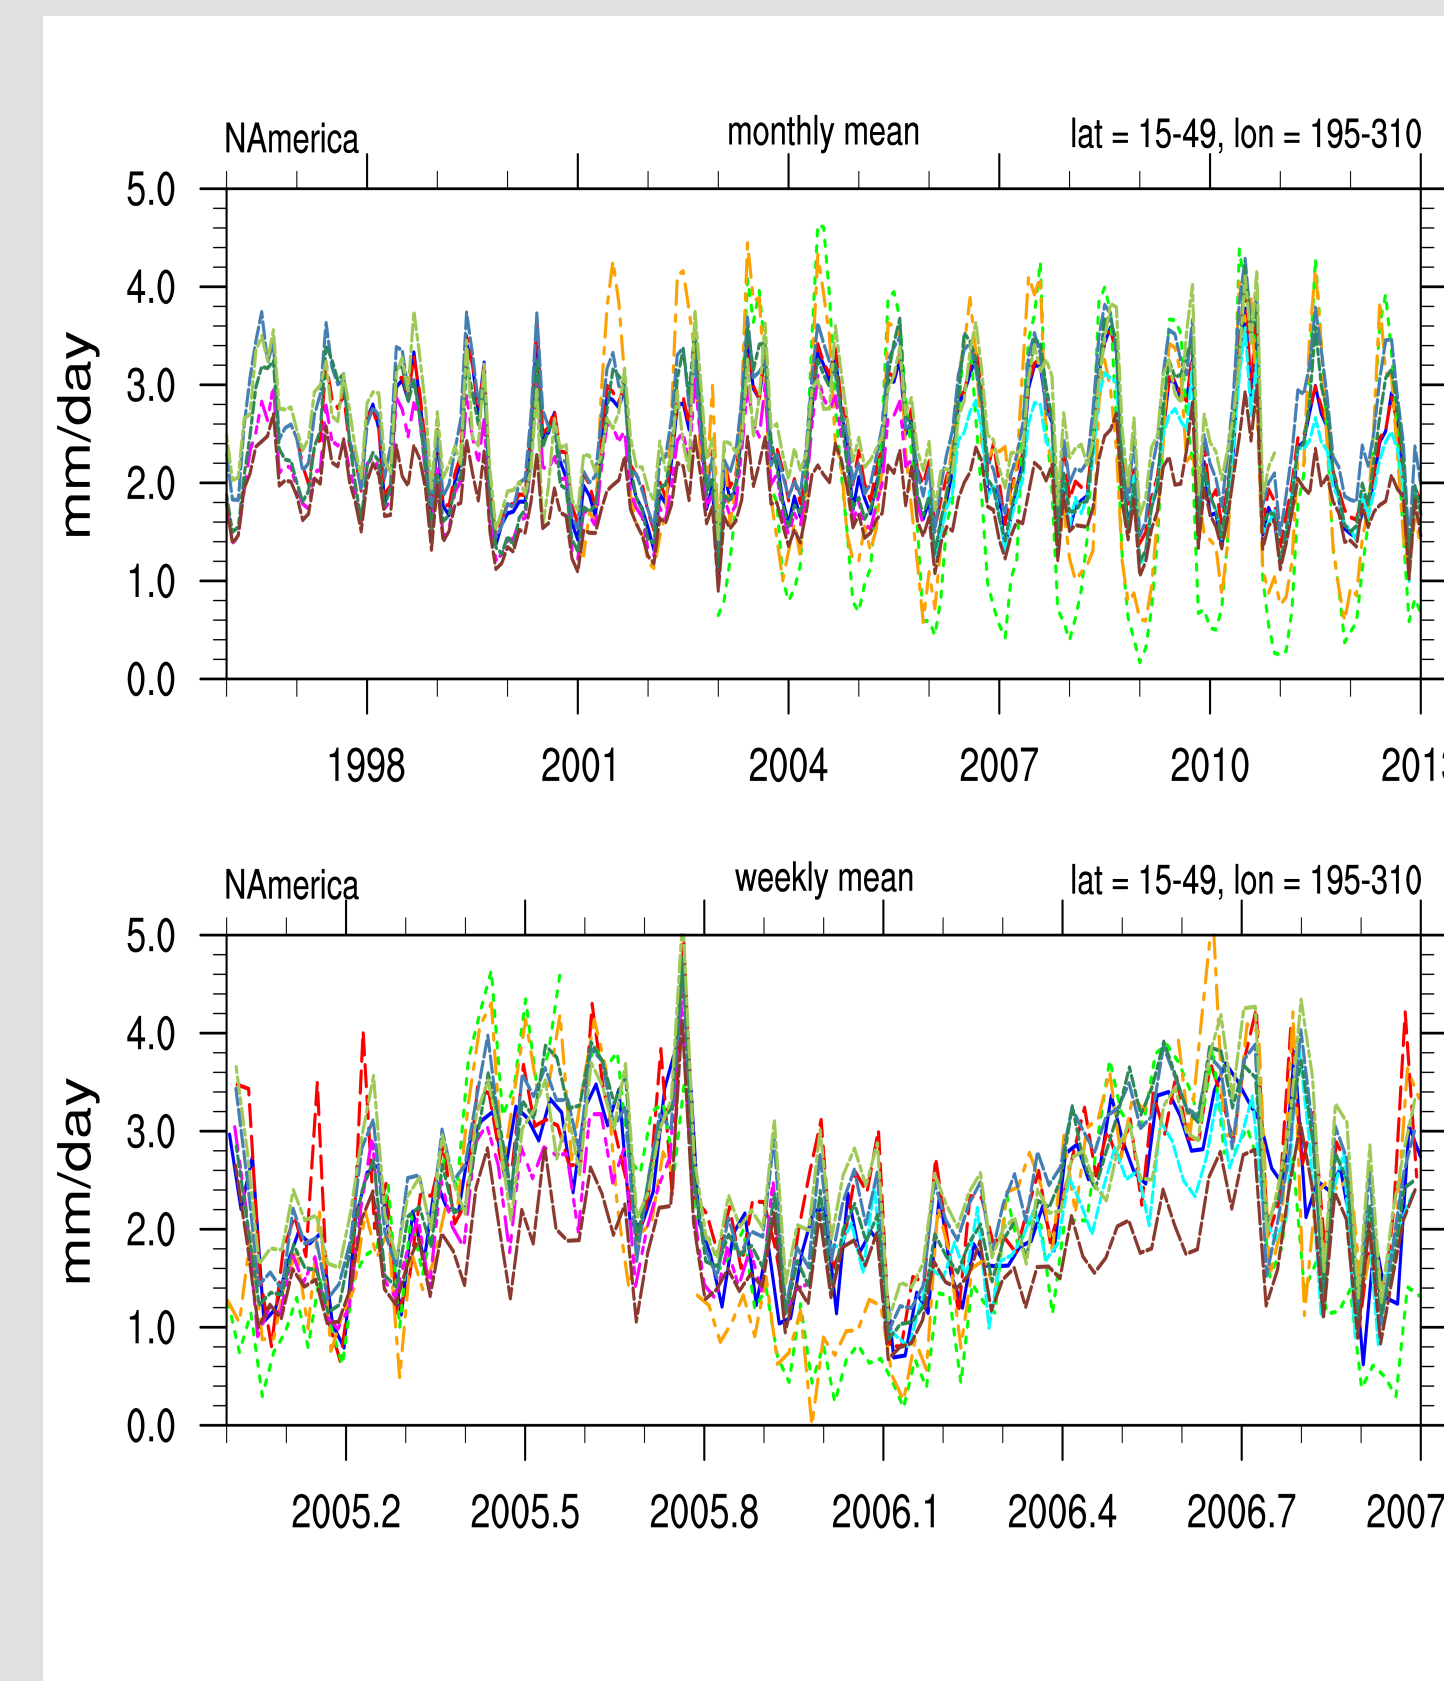 NAmerica monthly mean lat = 15-49, lon = 195-310
5.0
4.0
3.0
2.0
1.0
0.0
mm/day
1998 2001 2004 2007 2010 2013
NAmerica weekly mean lat = 15-49, lon = 195-310
5.0
4.0
3.0
2.0
1.0
0.0
mm/day
2005.2 2005.5 2005.8 2006.1 2006.4 2006.7 2007